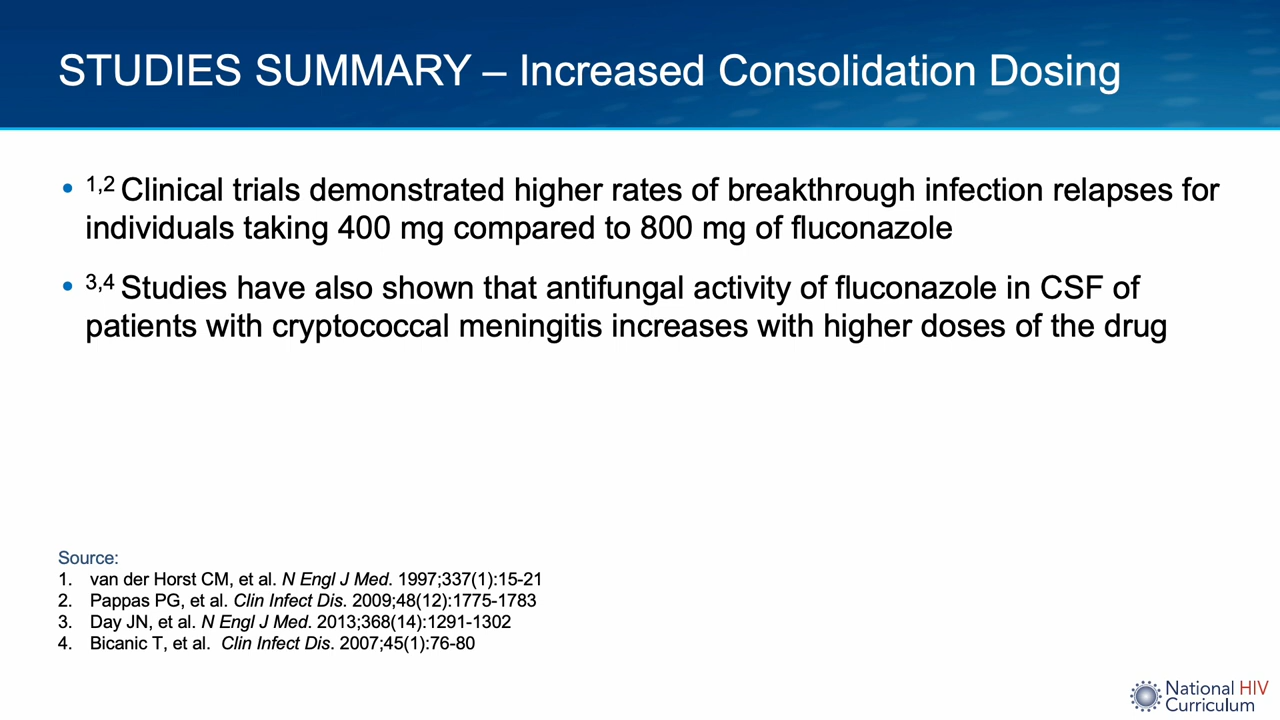 STUDIES SUMMARY – Increased Consolidation Dosing
• 1,2 Clinical trials demonstrated higher rates of breakthrough infection relapses for
individuals taking 400 mg compared to 800 mg of fluconazole
• 3,4 Studies have also shown that antifungal activity of fluconazole in CSF of
patients with cryptococcal meningitis increases with higher doses of the drug
Source:
1. van der Horst CM, et al. N Engl J Med. 1997;337(1):15-21
2. Pappas PG, et al. Clin Infect Dis. 2009;48(12):1775-1783
3. Day JN, et al. N Engl J Med. 2013;368(14):1291-1302
4. Bicanic T, et al. Clin Infect Dis. 2007;45(1):76-80
National HIV
Curriculum